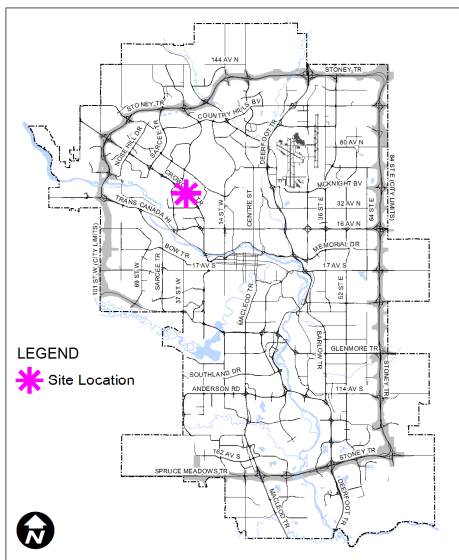 144 AV N
STONEY TR
STONEY TR
COUNTRY HILLS BV
NOSE HILL DR
SARCEE TR
DEERFOOT TR
80 AV N
84 ST E (CITY LIMITS)
CROW
MCKNIGHT BV
32 AV N
36 ST E
64 ST E
TRANS CANADA HI
14 ST W
CENTRE ST
16 AV N
101 ST W (CITY LIMITS)
BOW TR
MEMORIAL DR
17 AV S
17 AV S
69 ST W
SARCEE TR
37 ST W
MACLEOD TR
52 ST E
BARLOW TR
GLENMORE TR
LEGEND
Site Location
SOUTHLAND DR
ANDERSON RD
114 AV S
STONEY TR
162 AV S
STONEY TR
SPRUCE MEADOWS TR
MACLEOD TR
DEERFOOT TR
N